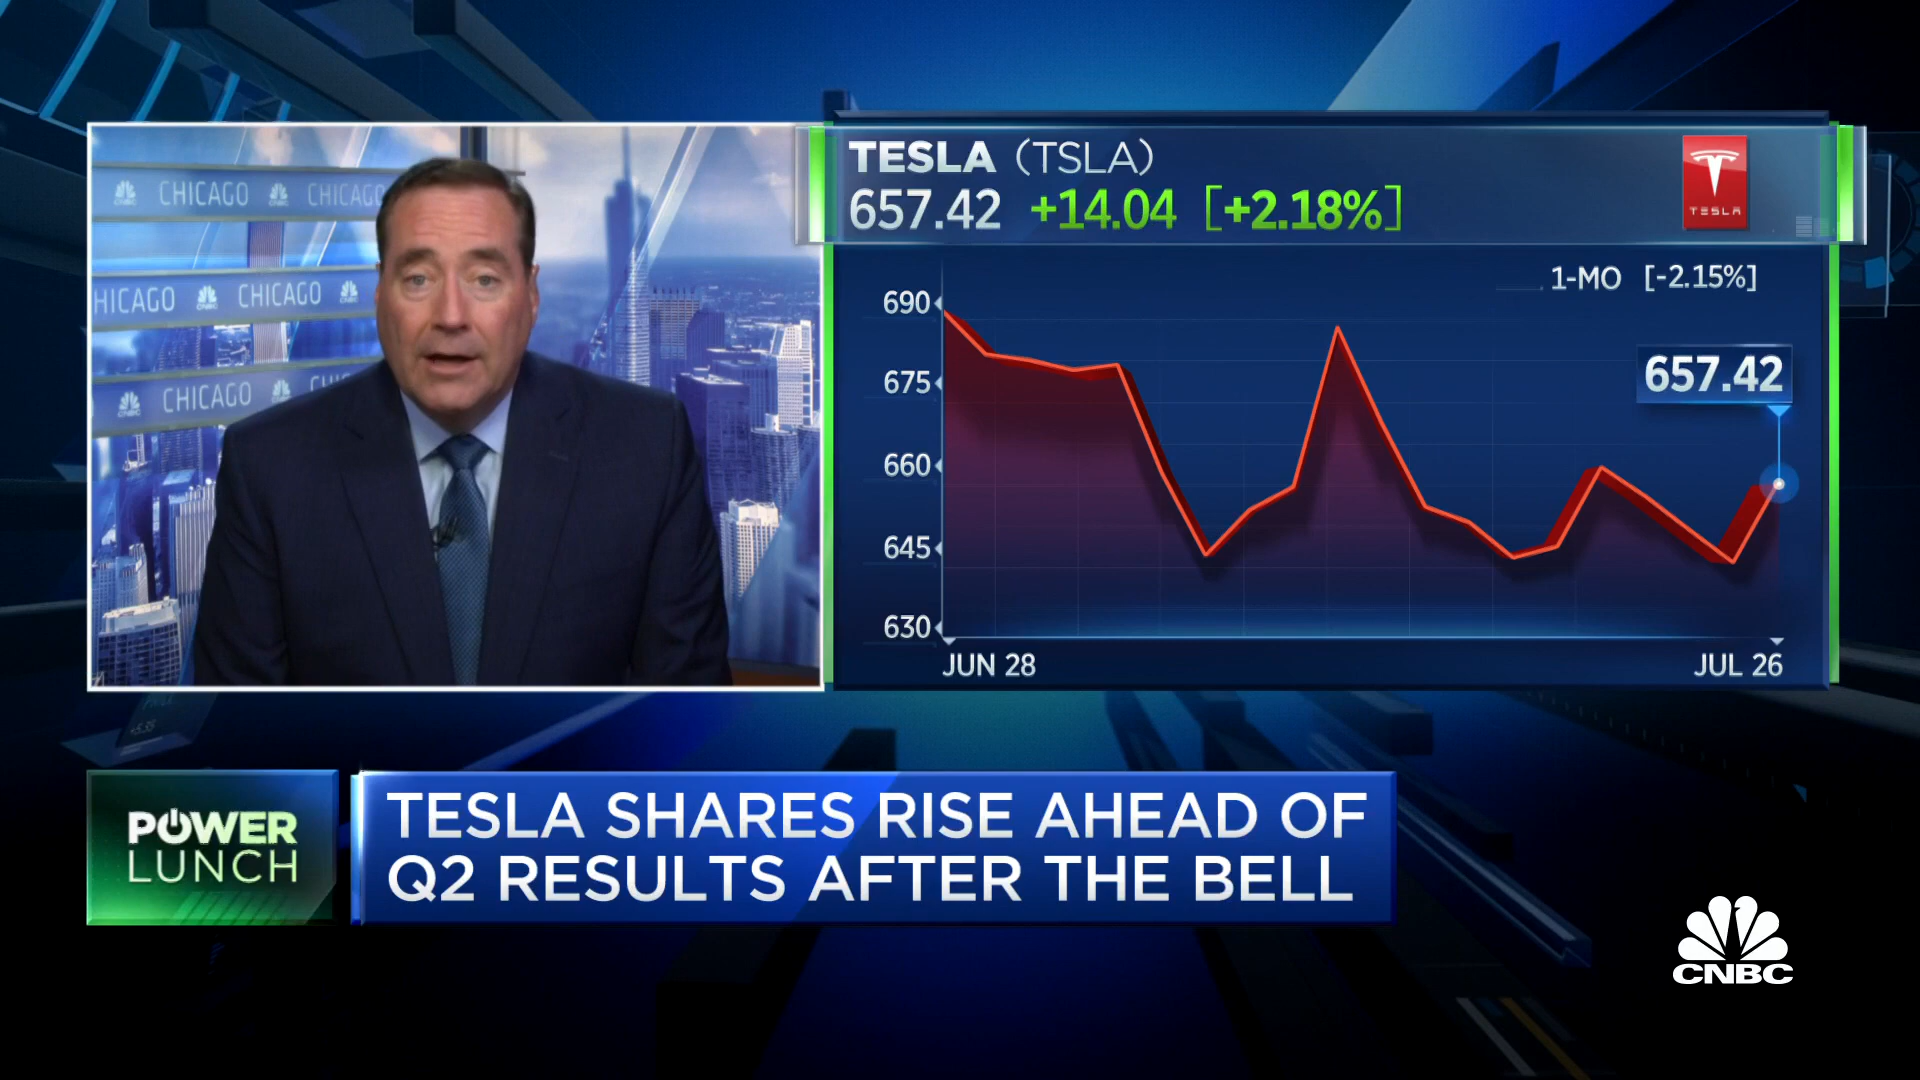 CHICAGO CHICAGO
HICAGO CHICAGO
CHICAGO
TESLA (TSLA)
657.42 +14.04 [+2.18%]
TESLA
1-MO [-2.15%]
690
675
660
645
630
657.42
JUN 28 JUL 26
POWER
LUNCH
TESLA SHARES RISE AHEAD OF
Q2 RESULTS AFTER THE BELL
CNBC